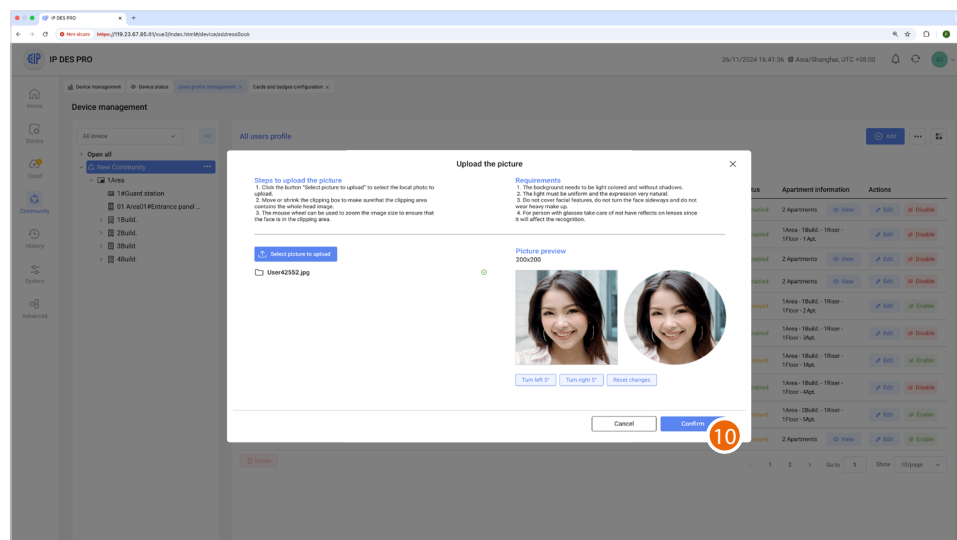 IP DES PRO
Non sicuro https://119.23.67.85:81/vue3/index.html#/device/addressBook
IP DES PRO
26/11/2024 16:41:36 @ Asia/Shanghai, UTC +08:00
Device management Device status Users profile management × Cards and badges configuration ×
Home
Device
Cloud
Community
History
System
Advanced
Device management
All device
Open all
New Community
1Area
1#Guard station
01 Area01#Entrance panel ...
1Build.
2Build.
3Build.
4Build.
All users profile
Add
Upload the picture
Steps to upload the picture
1. Click the button "Select picture to upload" to select the local photo to
upload.
2. Move or shrink the clipping box to make surethat the clipping area
contains the whole head image.
3. The mouse wheel can be used to zoom the image size to ensure that
the face is in the clipping area.
Requirements
1. The background needs to be light colored and without shadows.
2. The light must be uniform and the expression very natural.
3. Do not cover facial features, do not turn the face sideways and do not
wear heavy make up.
4. For person with glasses take care of not have reflects on lenses since
it will affect the recognition.
Select picture to upload
User42552.jpg
Picture preview
200x200
Turn left 5° Turn right 5° Reset changes
Cancel Confirm
10
Apartment information Actions
2 Apartments View Edit Disable
1Area - 1Build. - 1Riser -
1Floor - 1 Apt.
Edit Disable
2 Apartments View Edit Disable
2 Apartments View Edit Disable
1Area - 1Build. - 1Riser -
1Floor - 2 Apt.
Edit Enable
1Area - 1Build. - 1Riser -
1Floor - 3Apt.
Edit Disable
1Area - 1Build. - 1Riser -
1Floor - 1Apt.
Edit Enable
1Area - 1Build. - 1Riser -
1Floor -4Apt.
Edit Disable
1Area - 2Build. - 1Riser -
1Floor - 5Apt.
Edit Enable
2 Apartments View Edit Enable
Delete
1 2 Go to 1 Show 10/page